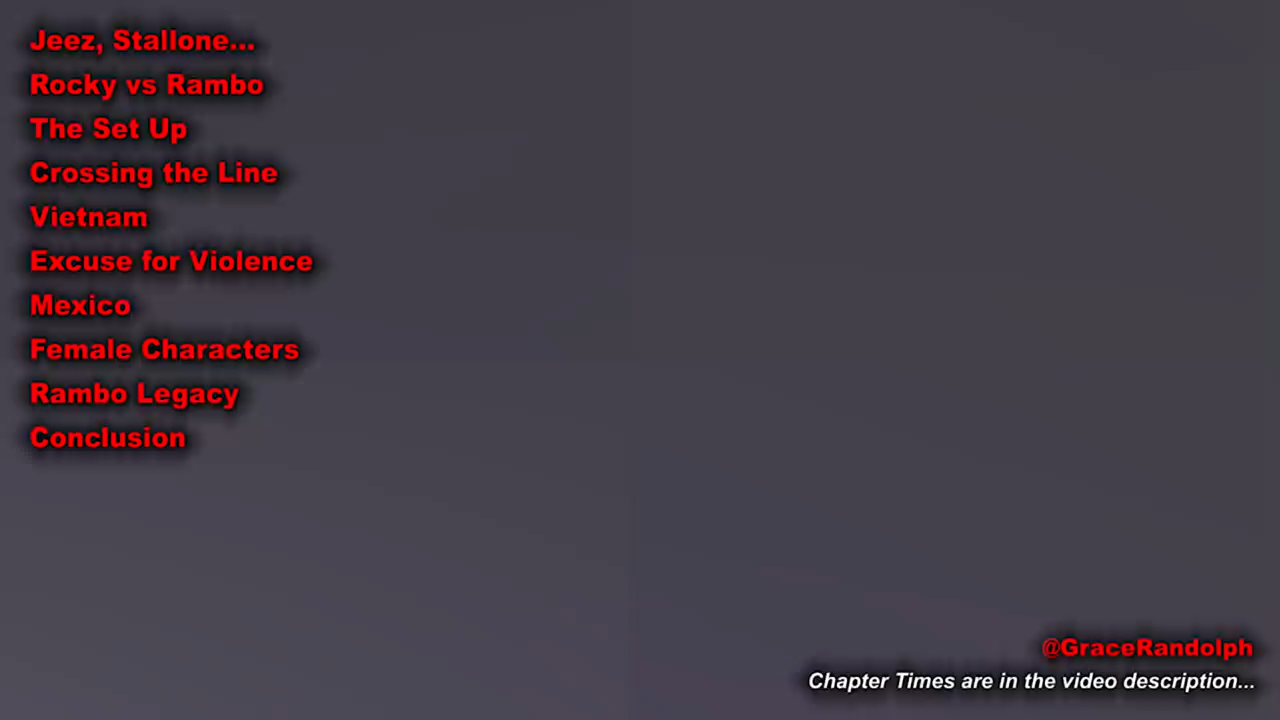 Jeez, Stallone...
Rocky vs Rambo
The Set Up
Crossing the Line
Vietnam
Excuse for Violence
Mexico
Female Characters
Rambo Legacy
Conclusion
@GraceRandolph
Chapter Times are in the video description...